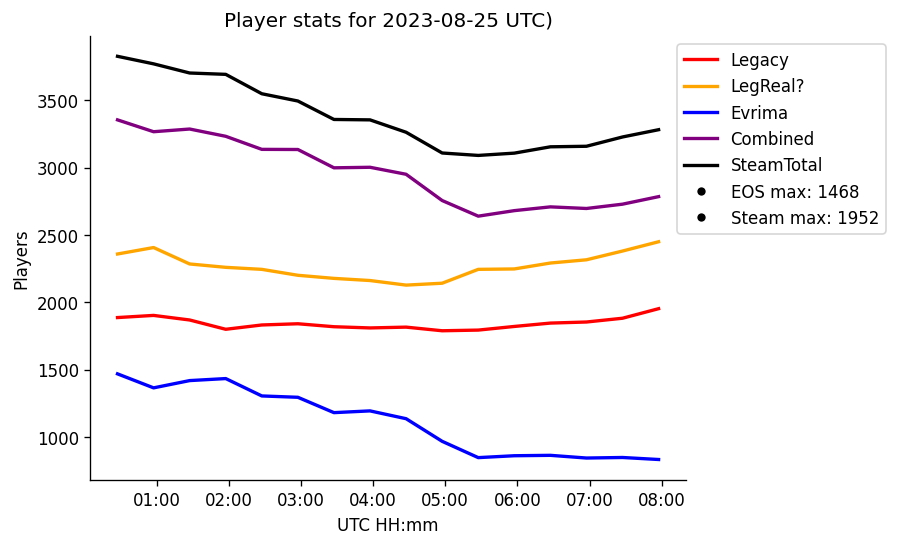 Player stats for 2023-08-25 UTC)
Legacy
LegReal?
Evrima
Combined
SteamTotal
EOS max: 1468
Steam max: 1952
Players
3500
3000
2500
2000
1500
1000
01:00 02:00 03:00 04:00 05:00 06:00 07:00 08:00
UTC HH:mm